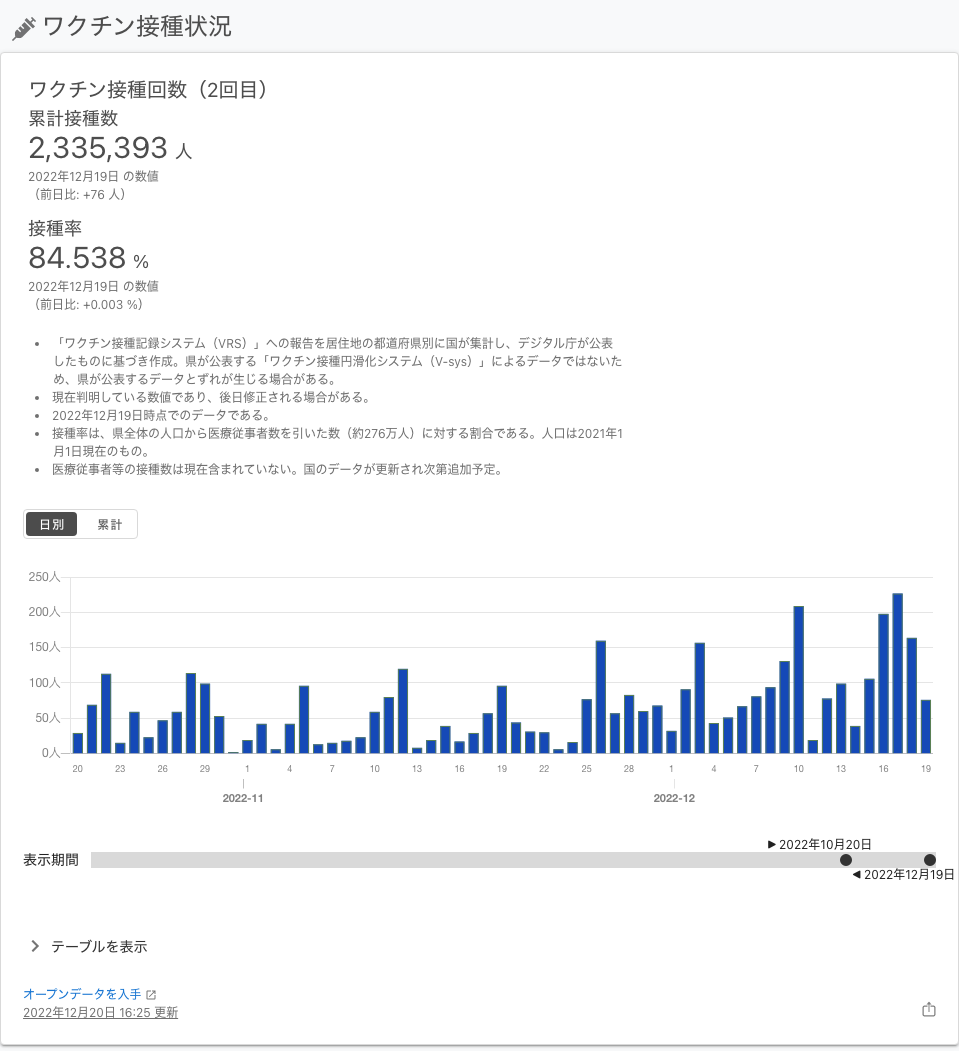 ワクチン接種状況
ワクチン接種回数（2回目）
累計接種数
2,335,393 人
2022年12月19日 の数値
（前日比: +76 人）
接種率
84.538 %
2022年12月19日 の数値
（前日比: +0.003 %）
• 「ワクチン接種記録システム（VRS）」への報告を居住地の都道府県別に国が集計し、デジタル庁が公表
したものに基づき作成。県が公表する「ワクチン接種円滑化システム（V-sys）」によるデータではないた
め、県が公表するデータとずれが生じる場合がある。
• 現在判明している数値であり、後日修正される場合がある。
• 2022年12月19日時点でのデータである。
• 接種率は、県全体の人口から医療従事者数を引いた数（約276万人）に対する割合である。人口は2021年1
月1日現在のもの。
• 医療従事者等の接種数は現在含まれていない。国のデータが更新され次第追加予定。
日別 累計
250人
200人
150人
100人
50人
0人
20 23 26 29 1 4 7 10 13 16 19 22 25 28 1 4 7 10 13 16 19
2022-11 2022-12
▶ 2022年10月20日
表示期間
◀ 2022年12月19日
テーブルを表示
オープンデータを入手
2022年12月20日 16:25 更新